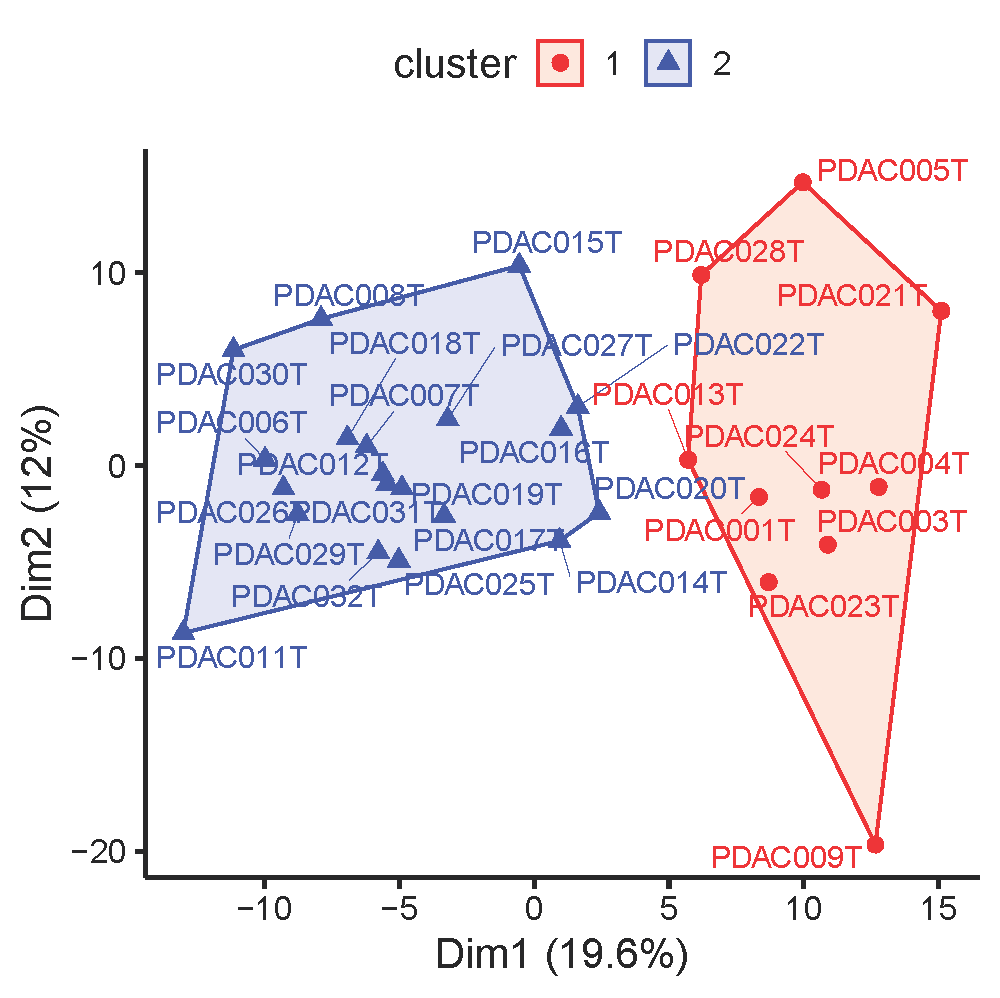 cluster 1 2
PDAC005T
PDAC015T
PDAC028T
10
PDAC008T
PDAC021T
PDAC018T
PDAC027T
PDAC022T
PDAC030T
PDAC007T
PDAC013T
PDAC006T
PDAC024T
PDAC016T
0
PDAC012T
PDAC004T
PDAC019T
PDAC020T
PDAC026T
PDAC031T
PDAC003T
PDAC001T
PDAC017T
PDAC029T
PDAC025T
PDAC014T
PDAC032T
PDAC023T
PDAC011T
−10
−20
PDAC009T
−10 −5 0 5 10 15
Dim1 (19.6%)
Dim2 (12%)